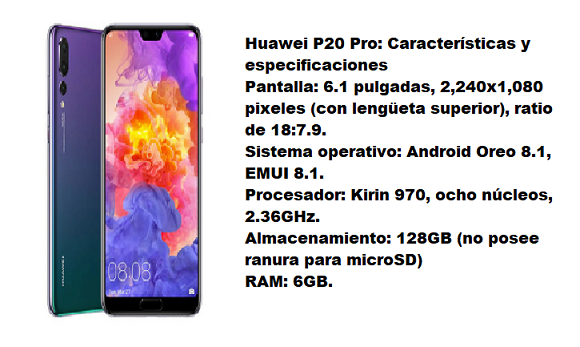 Huawei P20 Pro: Características y
especificaciones
Pantalla: 6.1 pulgadas, 2,240x1,080
pixeles (con lengüeta superior), ratio
de 18:7.9.
Sistema operativo: Android Oreo 8.1,
EMUI 8.1.
Procesador: Kirin 970, ocho núcleos,
2.36GHz.
Almacenamiento: 128GB (no posee
ranura para microSD)
RAM: 6GB.
HUAWEI
08:08